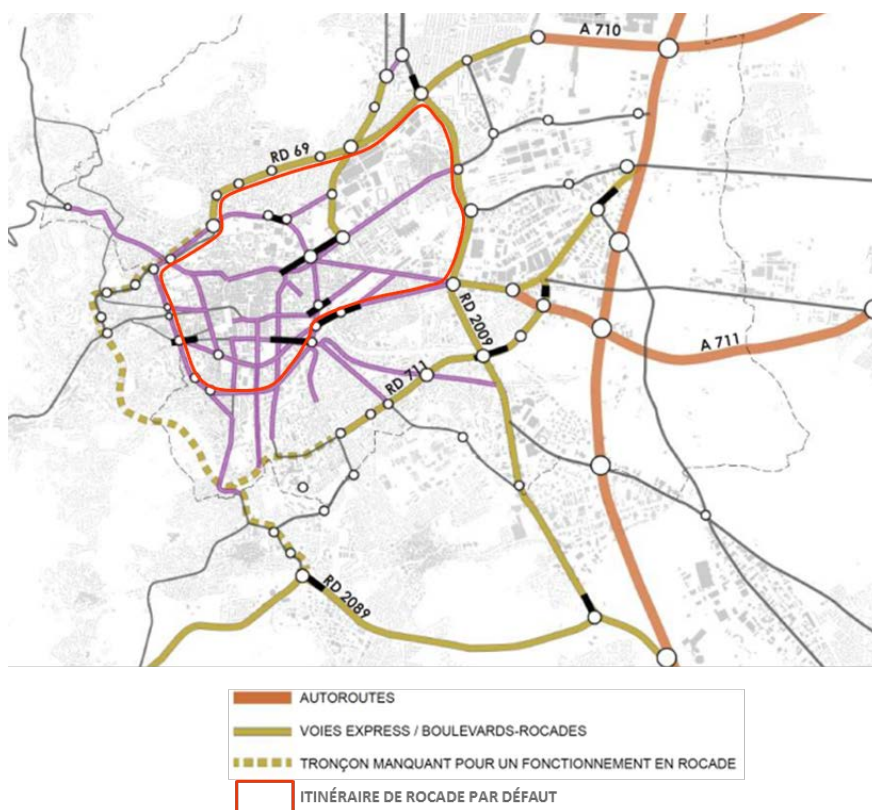 A 710
RD 69
RD 2009
A 711
RD 711
RD 2089
AUTOROUTES
VOIES EXPRESS / BOULEVARDS-ROCADES
TRONÇON MANQUANT POUR UN FONCTIONNEMENT EN ROCADE
ITINÉRAIRE DE ROCADE PAR DÉFAUT